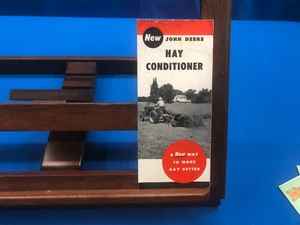 New JOHN DEERE
HAY
CONDITIONER
A New WAY
TO MAKE
HAY BETTER